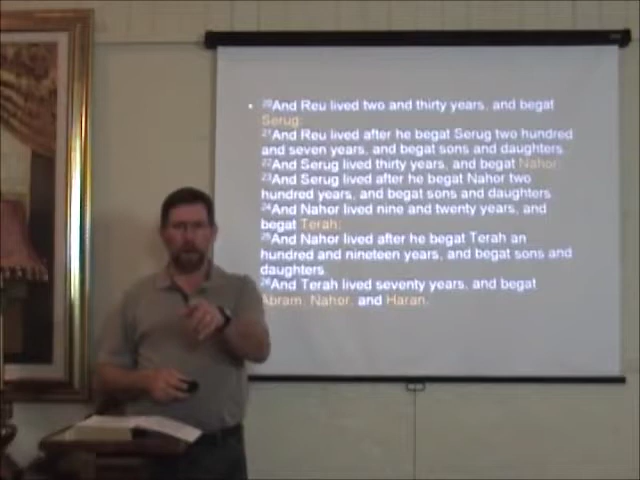 • 20And Reu lived two and thirty years, and begat
Serug:
21And Reu lived after he begat Serug two hundred
and seven years, and begat sons and daughters.
22And Serug lived thirty years, and begat Nahor:
23And Serug lived after he begat Nahor two
hundred years, and begat sons and daughters.
24And Nahor lived nine and twenty years, and
begat Terah:
25And Nahor lived after he begat Terah an
hundred and nineteen years, and begat sons and
daughters.
26And Terah lived seventy years, and begat
Abram, Nahor, and Haran.